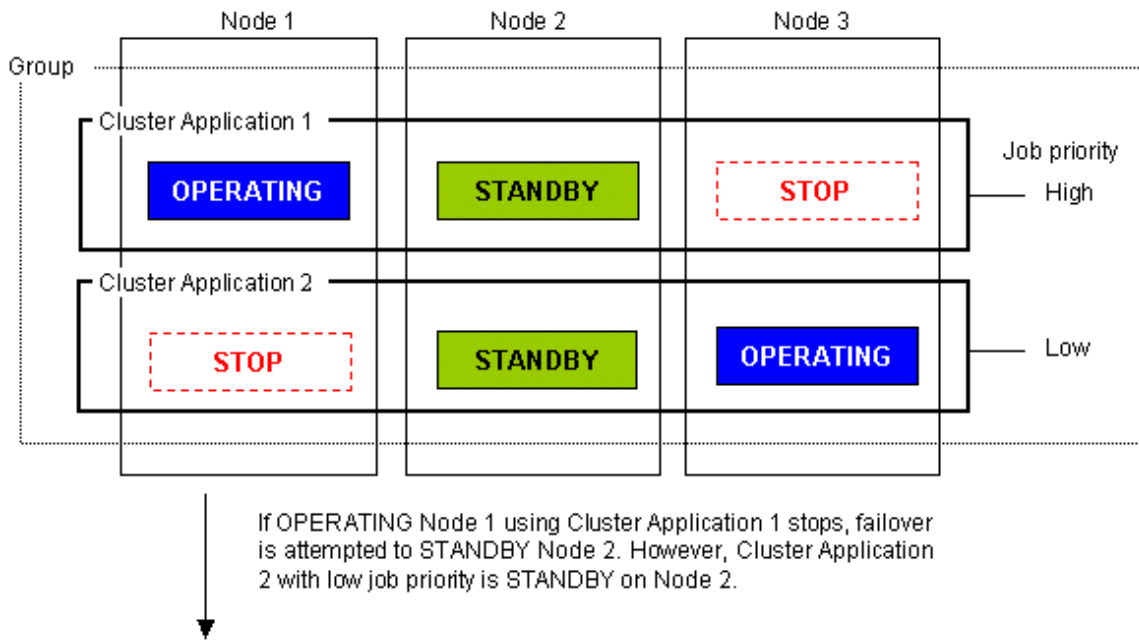 Node 1
Node 2
Node 3
Group
Cluster Application 1
Job priority
OPERATING
STANDBY
STOP
High
Cluster Application 2
STOP
STANDBY
OPERATING
Low
If OPERATING Node 1 using Cluster Application 1 stops, failover
is attempted to STANDBY Node 2. However, Cluster Application
2 with low job priority is STANDBY on Node 2.